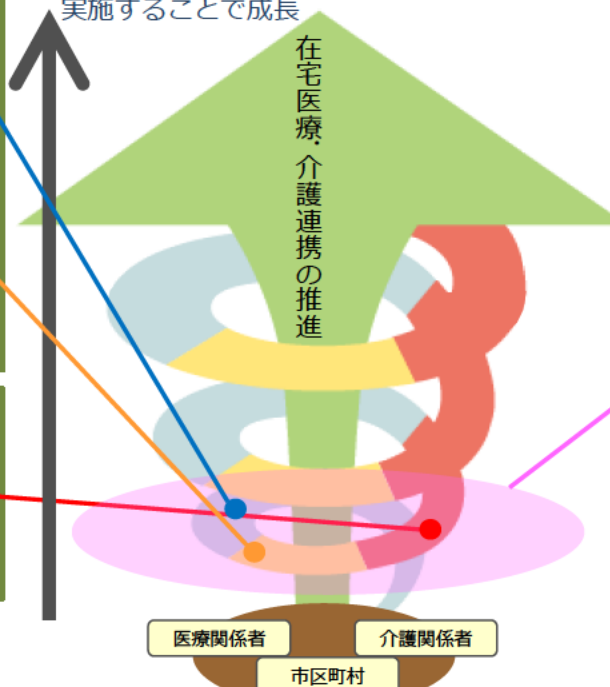 実施することで成長
在宅医療・介護連携の推進
医療関係者
介護関係者
市区町村